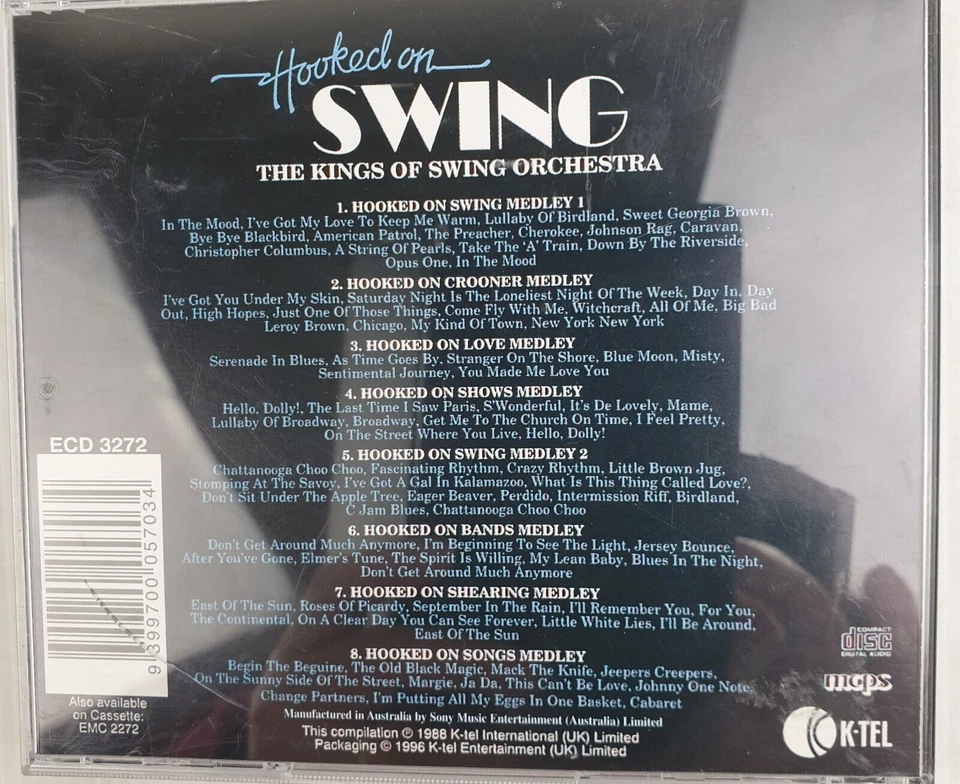 Hooked on
SWING
THE KINGS OF SWING ORCHESTRA
1. HOOKED ON SWING MEDLEY 1
In The Mood, I've Got My Love To Keep Me Warm, Lullaby Of Birdland, Sweet Georgia Brown,
Bye Bye Blackbird, American Patrol, The Preacher, Cherokee, Johnson Rag, Caravan,
Christopher Columbus, A String Of Pearls, Take The 'A' Train, Down By The Riverside,
Opus One, In The Mood
2. HOOKED ON CROONER MEDLEY
I've Got You Under My Skin, Saturday Night Is The Loneliest Night Of The Week, Day In, Day
Out, High Hopes, Just One Of Those Things, Come Fly With Me, Witchcraft, All Of Me, Big Bad
Leroy Brown, Chicago, My Kind Of Town, New York New York
3. HOOKED ON LOVE MEDLEY
Serenade In Blues, As Time Goes By, Stranger On The Shore, Blue Moon, Misty,
Sentimental Journey, You Made Me Love You
4. HOOKED ON SHOWS MEDLEY
Hello, Dolly!, The Last Time I Saw Paris, S'Wonderful, It's De Lovely, Mame,
Lullaby Of Broadway, Broadway, Get Me To The Church On Time, I Feel Pretty,
On The Street Where You Live, Hello, Dolly!
5. HOOKED ON SWING MEDLEY 2
Chattanooga Choo Choo, Fascinating Rhythm, Crazy Rhythm, Little Brown Jug,
Stomping At The Savoy, I've Got A Gal In Kalamazoo, What Is This Thing Called Love?,
Don't Sit Under The Apple Tree, Eager Beaver, Perdido, Intermission Riff, Birdland,
C Jam Blues, Chattanooga Choo Choo
6. HOOKED ON BANDS MEDLEY
Don't Get Around Much Anymore, I'm Beginning To See The Light, Jersey Bounce,
After You've Gone, Elmer's Tune, The Spirit Is Willing, My Lean Baby, Blues In The Night,
Don't Get Around Much Anymore
7. HOOKED ON SHEARING MEDLEY
East Of The Sun, Roses Of Picardy, September In The Rain, I'll Remember You, For You,
The Continental, On A Clear Day You Can See Forever, Little White Lies, I'll Be Around,
East Of The Sun
8. HOOKED ON SONGS MEDLEY
Begin The Beguine, The Old Black Magic, Mack The Knife, Jeepers Creepers,
On The Sunny Side Of The Street, Margie, Ja Da, This Can't Be Love, Johnny One Note,
Change Partners, I'm Putting All My Eggs In One Basket, Cabaret
Manufactured in Australia by Sony Music Entertainment (Australia) Limited
This compilation ℗ 1988 K-tel International (UK) Limited
Packaging © 1996 K-tel Entertainment (UK) Limited
ECD 3272
9 399700 057034
Also available
on Cassette;
EMC 2272
COMPACT
disc
DIGITAL AUDIO
mcps
K-TEL